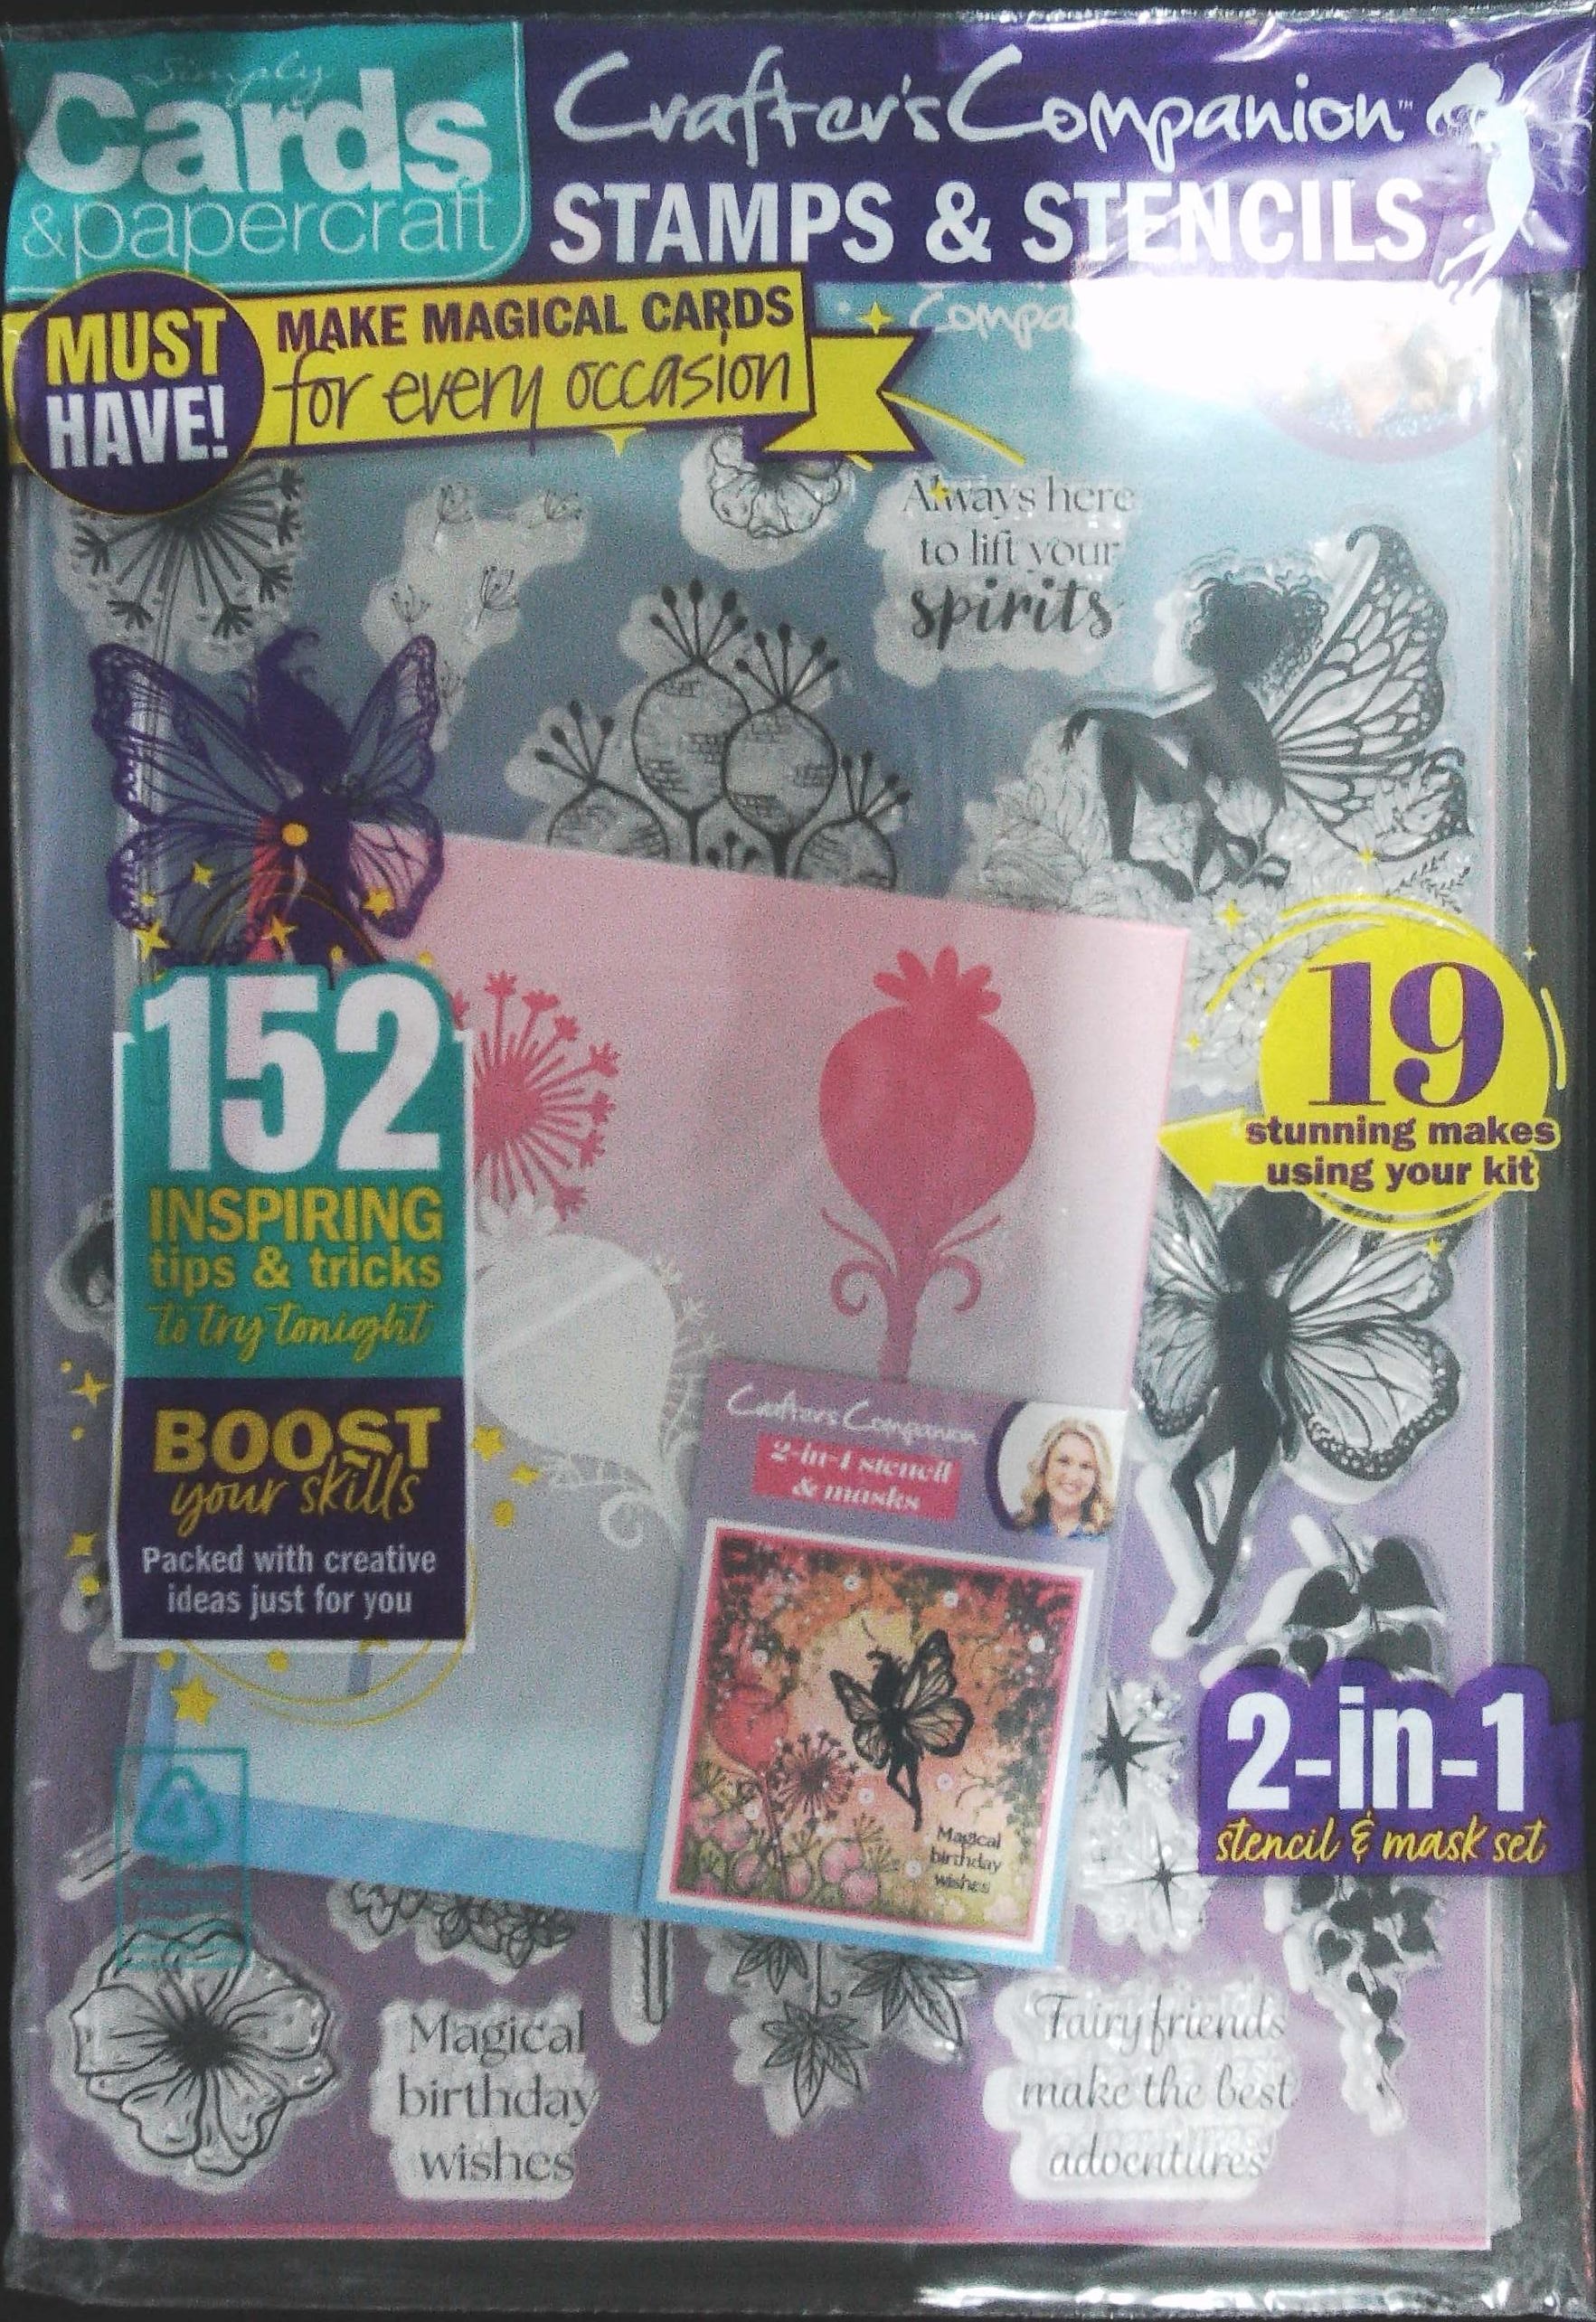 Simply
Cards
& papercraft
Crafter's Companion™
STAMPS & STENCILS
MUST
HAVE!
MAKE MAGICAL CARDS
for every occasion
Compa
Always here
to lift your
spirits
152
INSPIRING
tips & tricks
to try tonight
BOOST
your skills
Packed with creative
ideas just for you
19
stunning makes
using your kit
Crafter's Companion
2-in-1 stencil
& masks
Magical
birthday
wishes
2-in-1
stencil & mask set
Magical
birthday
wishes
Fairy friends
make the best
adventures